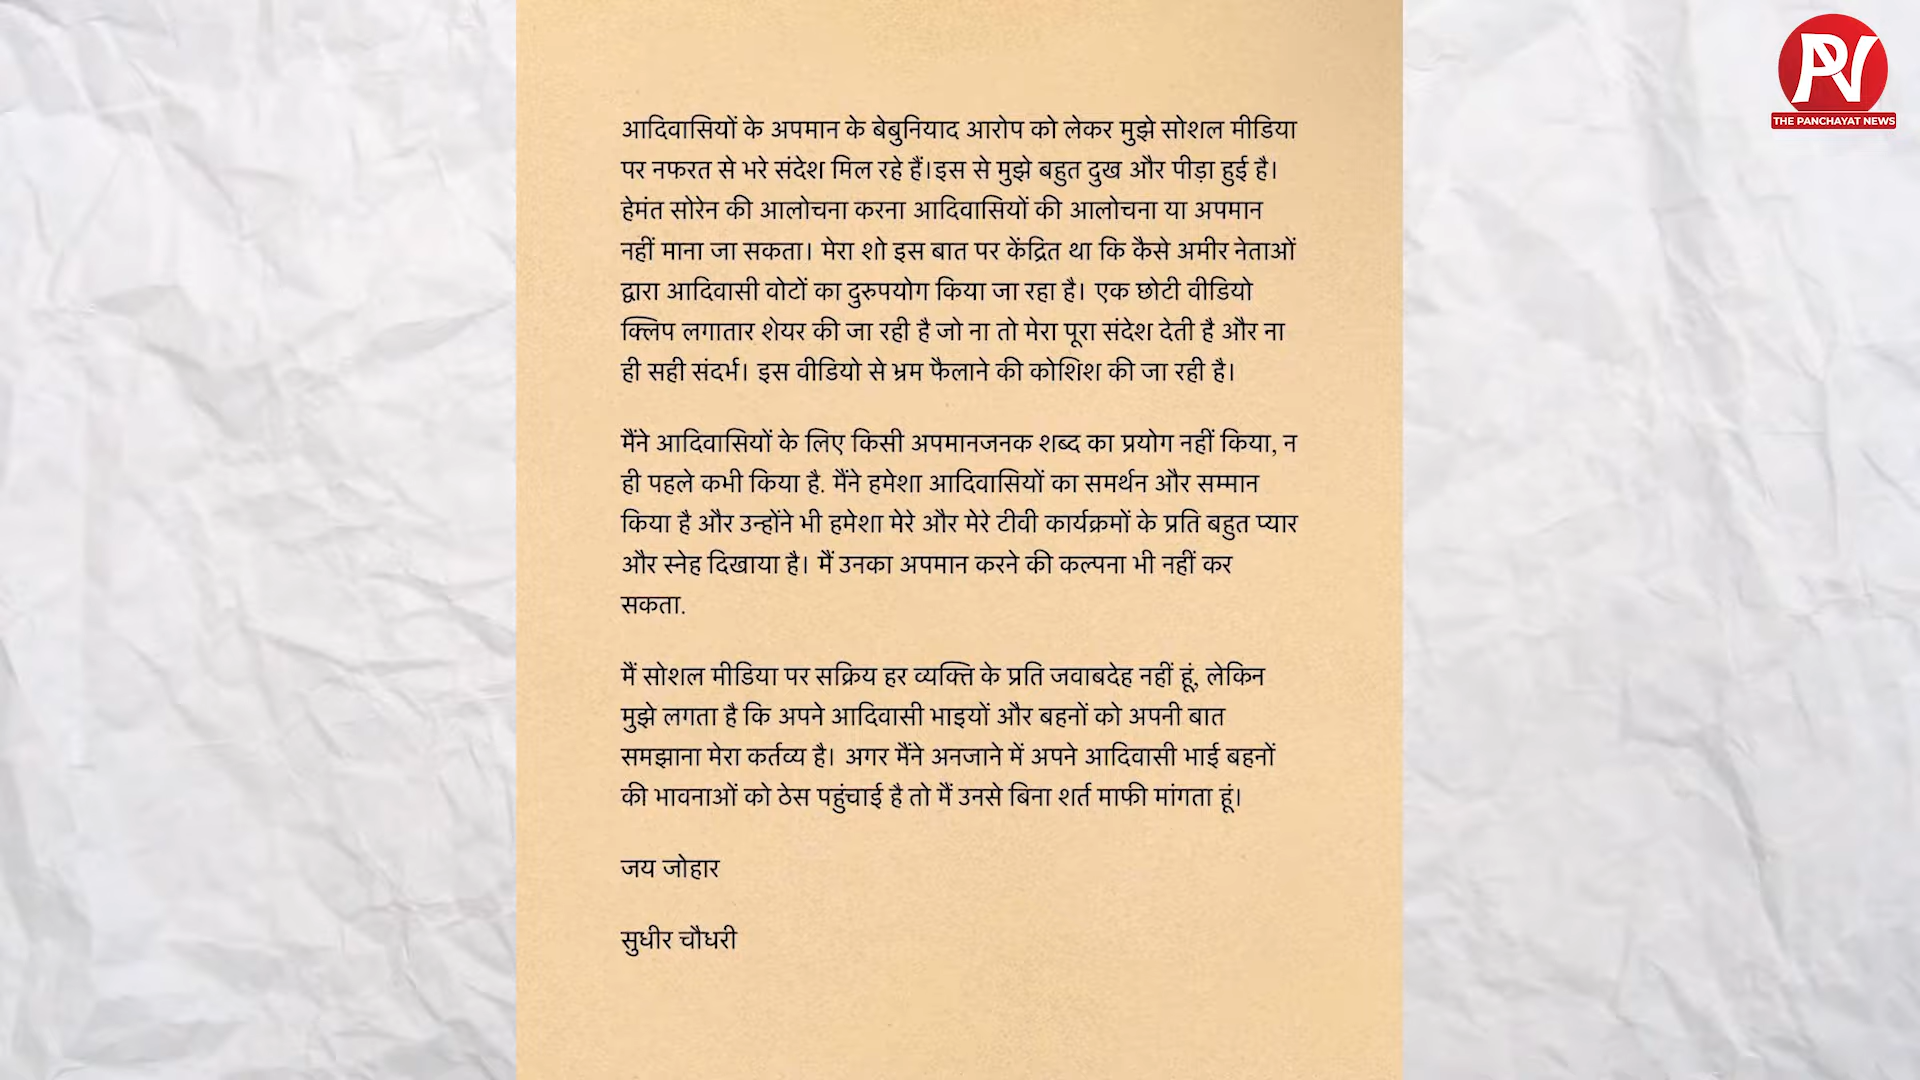 आदिवासियों के अपमान के बेबुनियाद आरोप को लेकर मुझे सोशल मीडिया
पर नफरत से भरे संदेश मिल रहे हैं।इस से मुझे बहुत दुख और पीड़ा हुई है।
हेमंत सोरेन की आलोचना करना आदिवासियों की आलोचना या अपमान
नहीं माना जा सकता। मेरा शो इस बात पर केंद्रित था कि कैसे अमीर नेताओं
द्वारा आदिवासी वोटों का दुरुपयोग किया जा रहा है। एक छोटी वीडियो
क्लिप लगातार शेयर की जा रही है जो ना तो मेरा पूरा संदेश देती है और ना
ही सही संदर्भ। इस वीडियो से भ्रम फैलाने की कोशिश की जा रही है।
मैंने आदिवासियों के लिए किसी अपमानजनक शब्द का प्रयोग नहीं किया, न
ही पहले कभी किया है. मैंने हमेशा आदिवासियों का समर्थन और सम्मान
किया है और उन्होंने भी हमेशा मेरे और मेरे टीवी कार्यक्रमों के प्रति बहुत प्यार
और स्नेह दिखाया है। मैं उनका अपमान करने की कल्पना भी नहीं कर
सकता.
मैं सोशल मीडिया पर सक्रिय हर व्यक्ति के प्रति जवाबदेह नहीं हूं, लेकिन
मुझे लगता है कि अपने आदिवासी भाइयों और बहनों को अपनी बात
समझाना मेरा कर्तव्य है। अगर मैंने अनजाने में अपने आदिवासी भाई बहनों
की भावनाओं को ठेस पहुंचाई है तो मैं उनसे बिना शर्त माफी मांगता हूं।
जय जोहार
सुधीर चौधरी
PN
THE PANCHAYAT NEWS